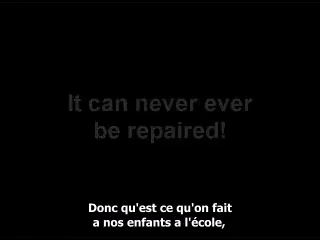 It can never ever
be repaired!
Donc qu'est ce qu'on fait
a nos enfants a l'école,